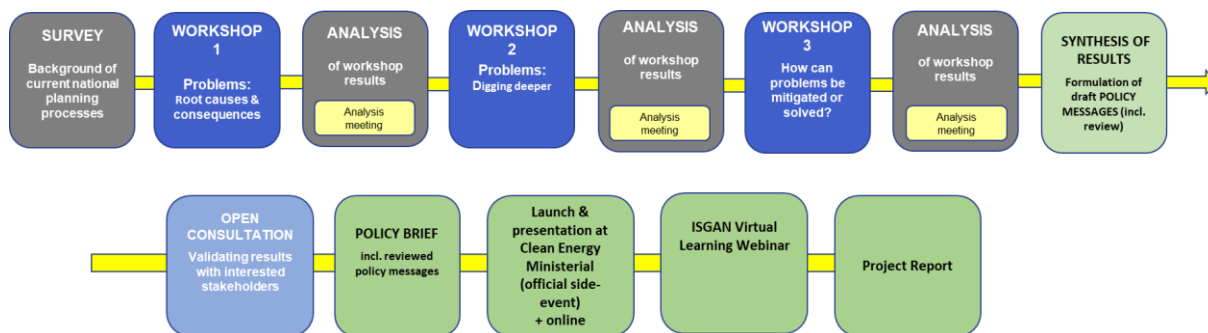 SURVEY
Background of
current national
planning
processes
WORKSHOP
1
Problems:
Root causes &
consequences
ANALYSIS
of workshop
results
Analysis
meeting
WORKSHOP
2
Problems:
Digging deeper
ANALYSIS
of workshop
results
Analysis
meeting
WORKSHOP
3
How can
problems be
mitigated or
solved?
ANALYSIS
of workshop
results
Analysis
meeting
SYNTHESIS OF
RESULTS
Formulation of
draft POLICY
MESSAGES (incl.
review)
OPEN
CONSULTATION
Validating results
with interested
stakeholders
POLICY BRIEF
incl. reviewed
policy messages
Launch &
presentation at
Clean Energy
Ministerial
(official side-
event)
+ online
ISGAN Virtual
Learning Webinar
Project Report